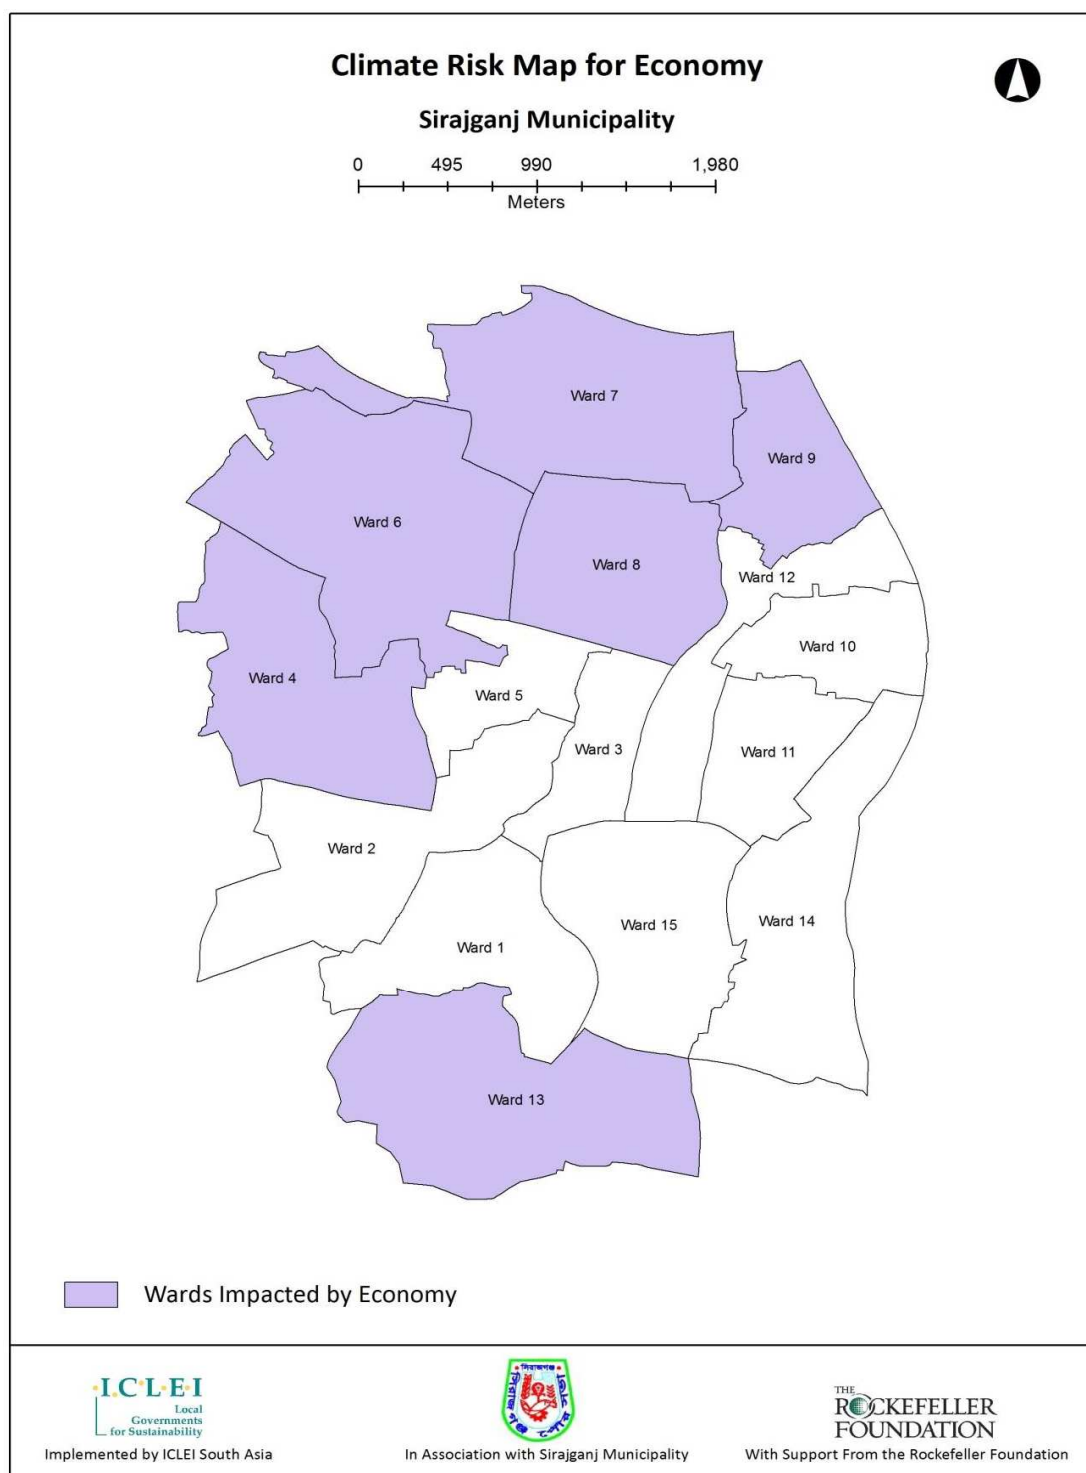 Climate Risk Map for Economy
Sirajganj Municipality
0 495 990 1,980
Meters
Ward 7
Ward 9
Ward 6
Ward 8
Ward 12
Ward 10
Ward 4
Ward 5
Ward 3
Ward 11
Ward 2
Ward 14
Ward 15
Ward 1
Ward 13
Wards Impacted by Economy
I.C.L.E.I
Local
Governments
for Sustainability
Implemented by ICLEI South Asia
সিরাজগঞ্জ
In Association with Sirajganj Municipality
THE
ROCKEFELLER
FOUNDATION
With Support From the Rockefeller Foundation